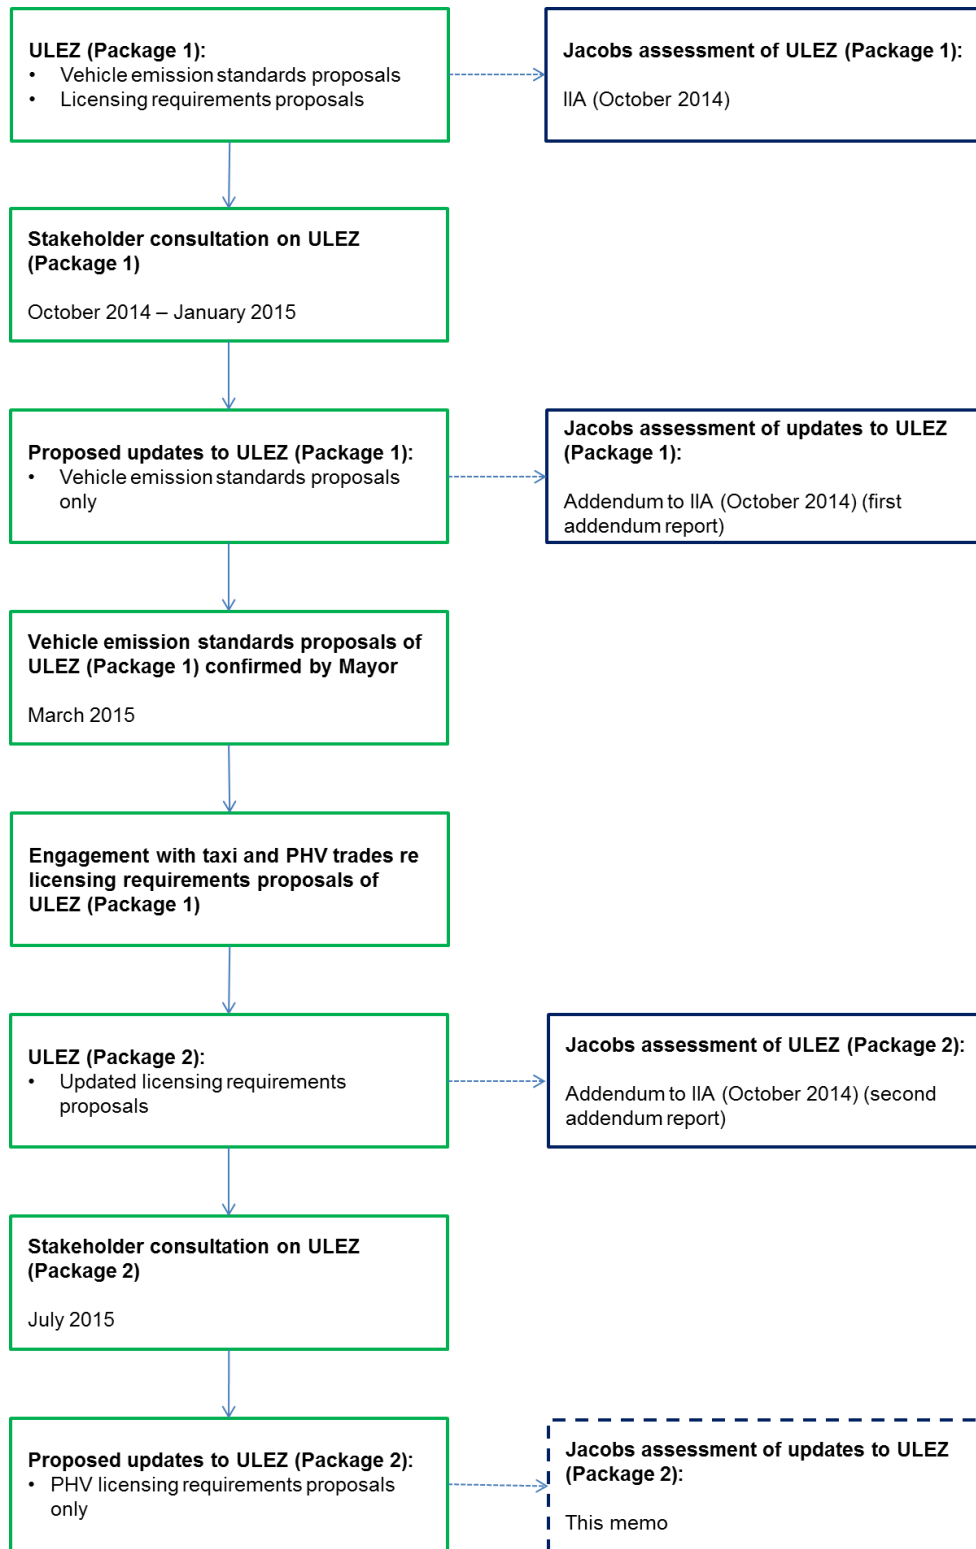 ULEZ (Package 1):
• Vehicle emission standards proposals
• Licensing requirements proposals
Jacobs assessment of ULEZ (Package 1):
IIA (October 2014)
Stakeholder consultation on ULEZ
(Package 1)
October 2014 – January 2015
Proposed updates to ULEZ (Package 1):
• Vehicle emission standards proposals
only
Jacobs assessment of updates to ULEZ
(Package 1):
Addendum to IIA (October 2014) (first
addendum report)
Vehicle emission standards proposals of
ULEZ (Package 1) confirmed by Mayor
March 2015
Engagement with taxi and PHV trades re
licensing requirements proposals of
ULEZ (Package 1)
ULEZ (Package 2):
• Updated licensing requirements
proposals
Jacobs assessment of ULEZ (Package 2):
Addendum to IIA (October 2014) (second
addendum report)
Stakeholder consultation on ULEZ
(Package 2)
July 2015
Proposed updates to ULEZ (Package 2):
• PHV licensing requirements proposals
only
Jacobs assessment of updates to ULEZ
(Package 2):
This memo